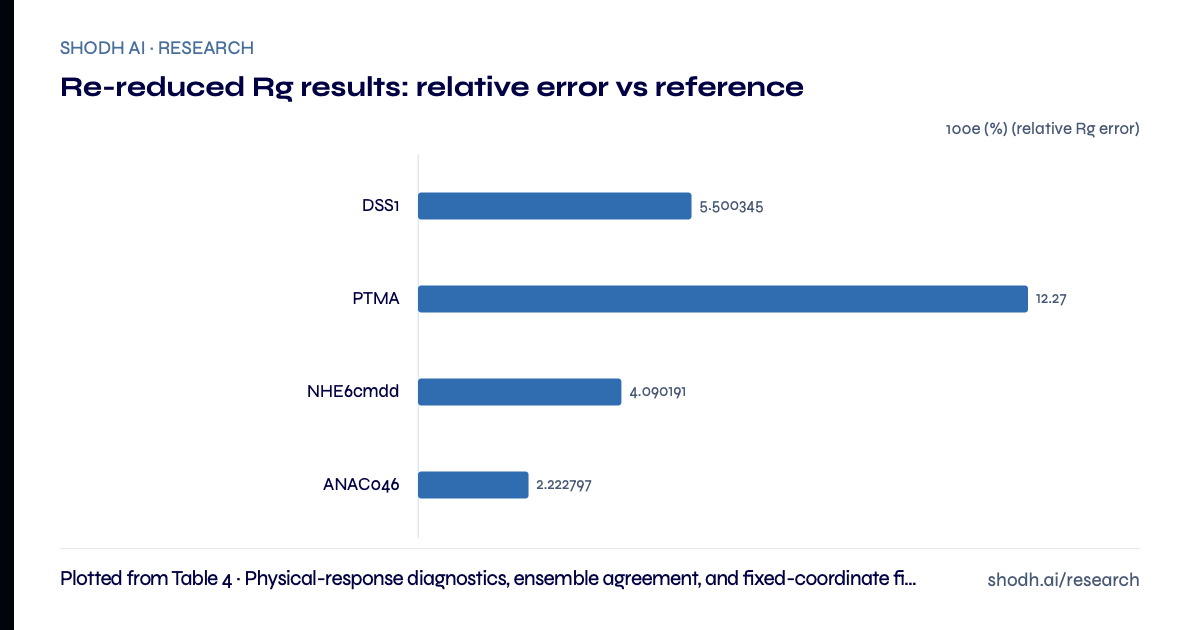 SHODH AI · RESEARCH
Re-reduced Rg results: relative error vs reference
100e (%) (relative Rg error)
DSS1 5.500345
PTMA 12.27
NHE6cmdd 4.090191
ANAC046 2.222797
Plotted from Table 4 · Physical-response diagnostics, ensemble agreement, and fixed-coordinate fi… shodh.ai/research